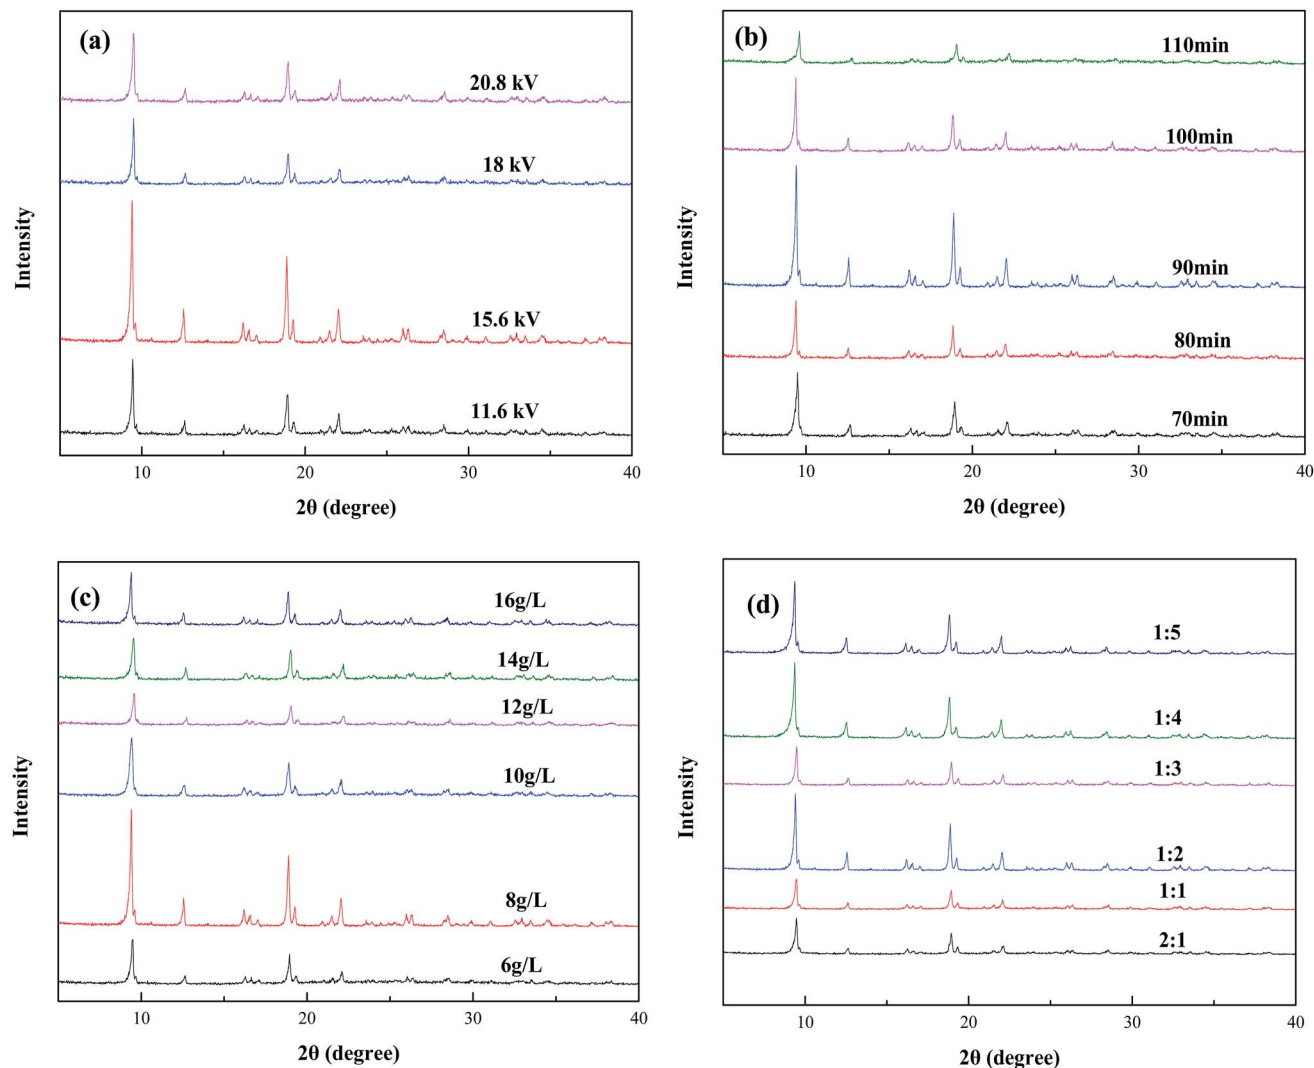 (a)
20.8 kV
18 kV
15.6 kV
11.6 kV
Intensity
10
20
30
40
2θ (degree)
(b)
110min
100min
90min
80min
70min
Intensity
10
20
30
40
2θ (degree)
(c)
16g/L
14g/L
12g/L
10g/L
8g/L
6g/L
Intensity
10
20
30
40
2θ (degree)
(d)
1:5
1:4
1:3
1:2
1:1
2:1
Intensity
10
20
30
40
2θ (degree)